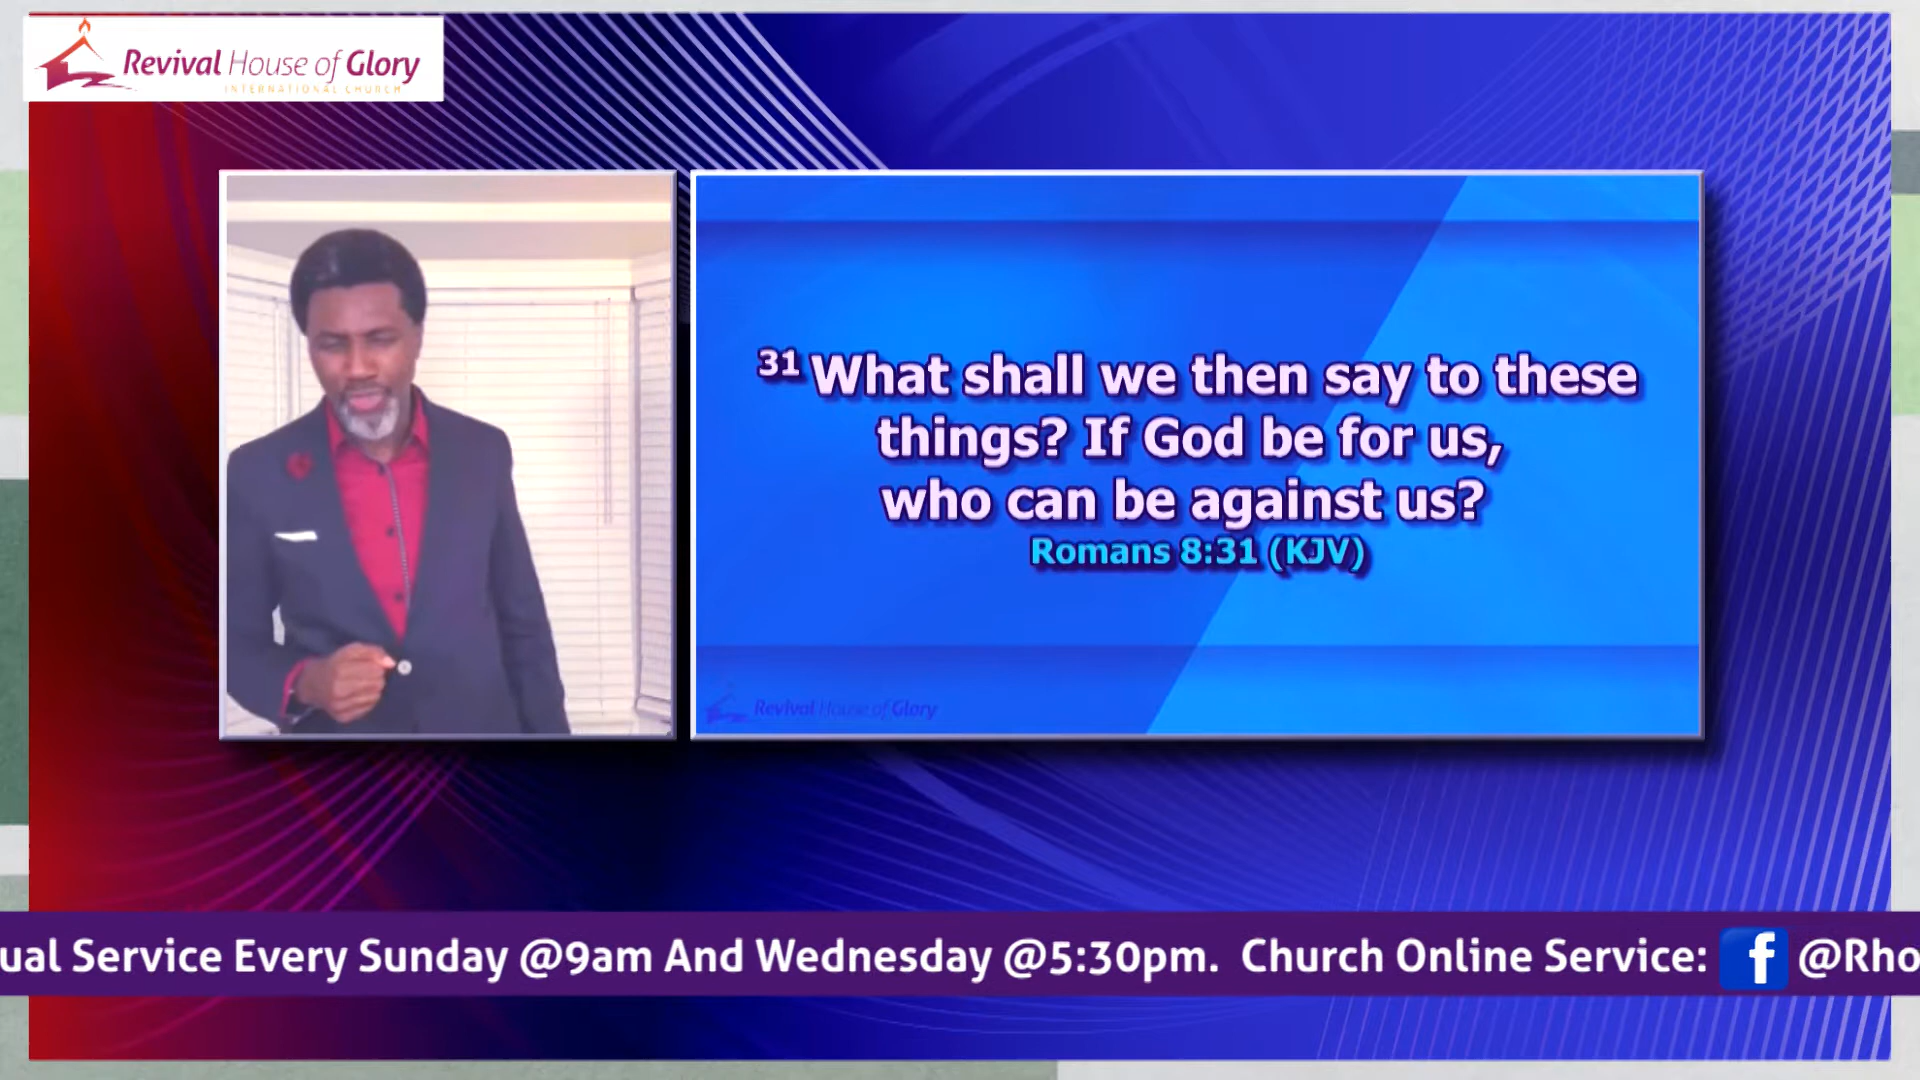 Revival House of Glory
INTERNATIONAL CHURCH
31 What shall we then say to these
things? If God be for us,
who can be against us?
Romans 8:31 (KJV)
Revival House of Glory
ual Service Every Sunday @9am And Wednesday @5:30pm. Church Online Service: f @Rho